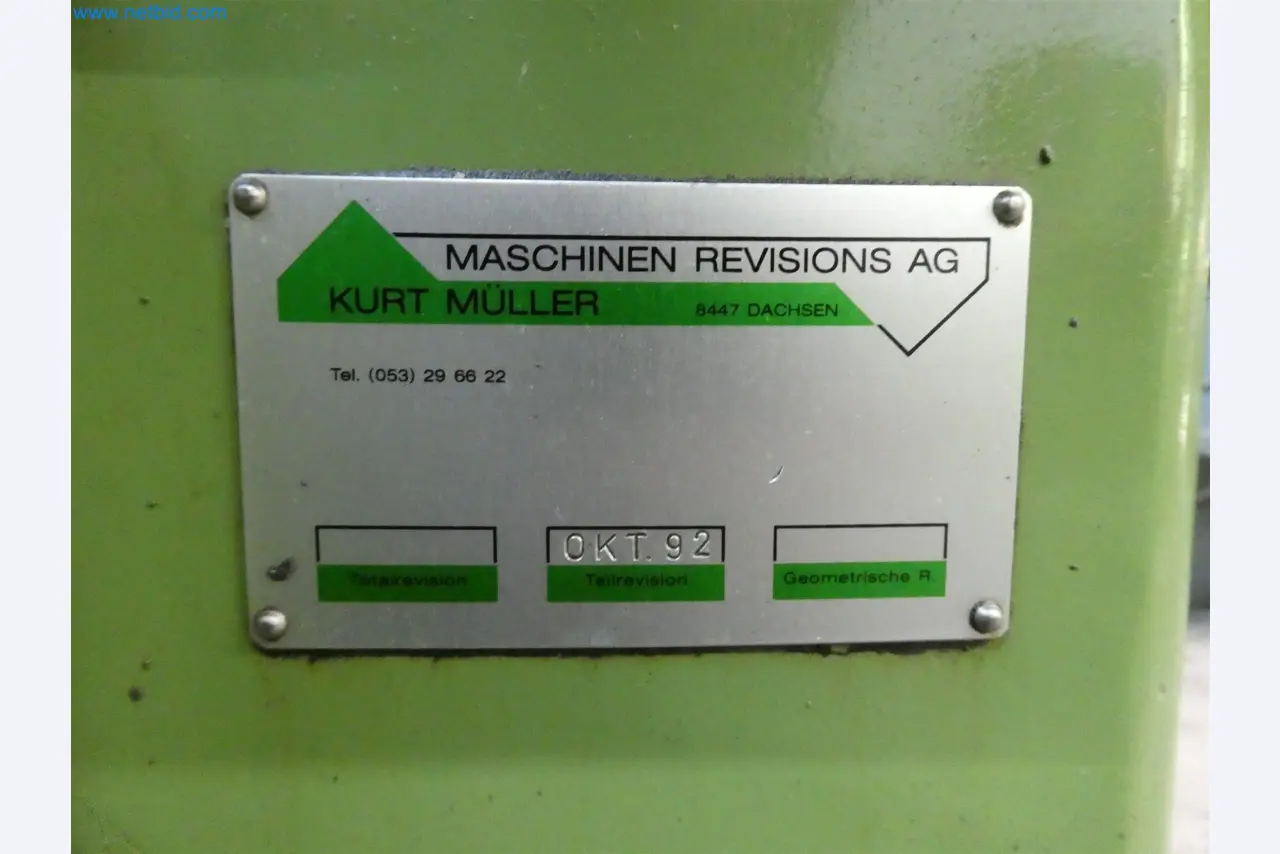 www.netbid.com
MASCHINEN REVISIONS AG
KURT MÜLLER 8447 DACHSEN
Tel. (053) 29 66 22
OKT. 92
Totalrevision Teilrevision Geometrische R.